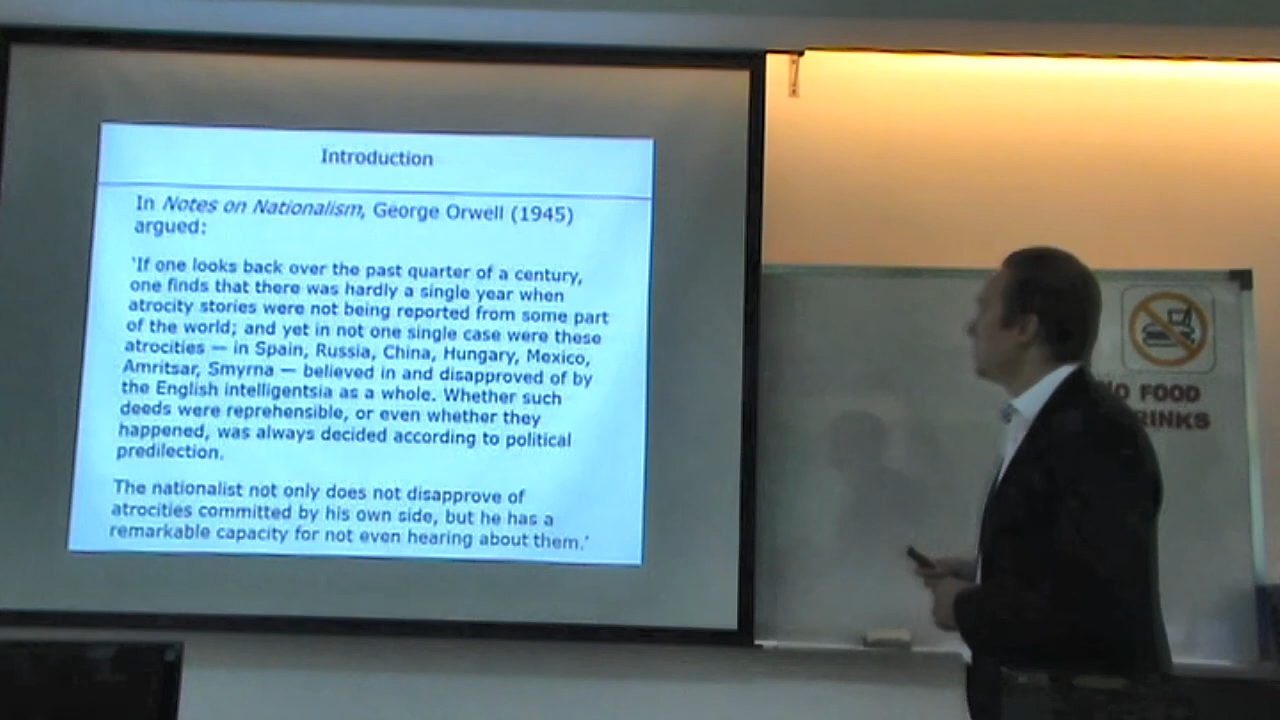 Introduction
In Notes on Nationalism, George Orwell (1945)
argued:
'If one looks back over the past quarter of a century,
one finds that there was hardly a single year when
atrocity stories were not being reported from some part
of the world; and yet in not one single case were these
atrocities — in Spain, Russia, China, Hungary, Mexico,
Amritsar, Smyrna — believed in and disapproved of by
the English intelligentsia as a whole. Whether such
deeds were reprehensible, or even whether they
happened, was always decided according to political
predilection.
The nationalist not only does not disapprove of
atrocities committed by his own side, but he has a
remarkable capacity for not even hearing about them.'
FOOD